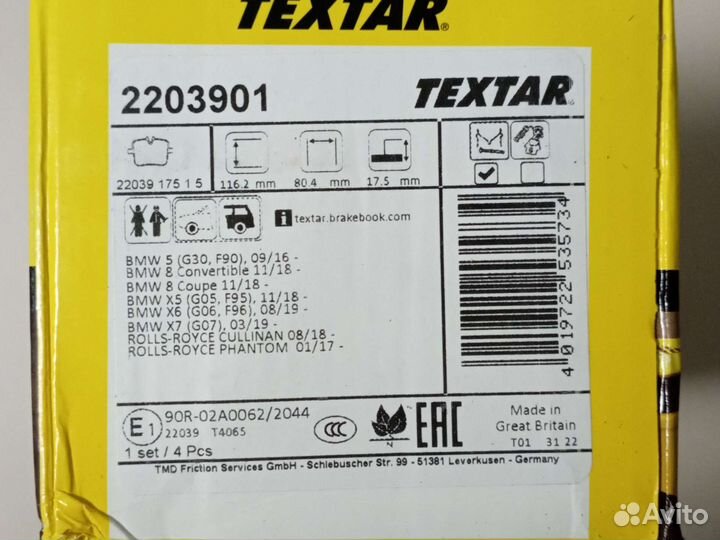 TEXTAR®
2203901
TEXTAR®
22039 175 1 5
116.2 mm
80.4 mm
17.5 mm
i textar.brakebook.com
BMW 5 (G30, F90), 09/16 -
BMW 8 Convertible 11/18 -
BMW 8 Coupe 11/18 -
BMW X5 (G05, F95), 11/18 -
BMW X6 (G06, F96), 08/19 -
BMW X7 (G07), 03/19 -
ROLLS-ROYCE CULLINAN 08/18 -
ROLLS-ROYCE PHANTOM 01/17 -
4 019722 535734
E1 90R-02A0062/2044
22039 T4065
1 set / 4 Pcs
CCC
N
EAC
Made in
Great Britain
T01 31 22
TMD Friction Services GmbH - Schlebuscher Str. 99 - 51381 Leverkusen - Germany
Avito